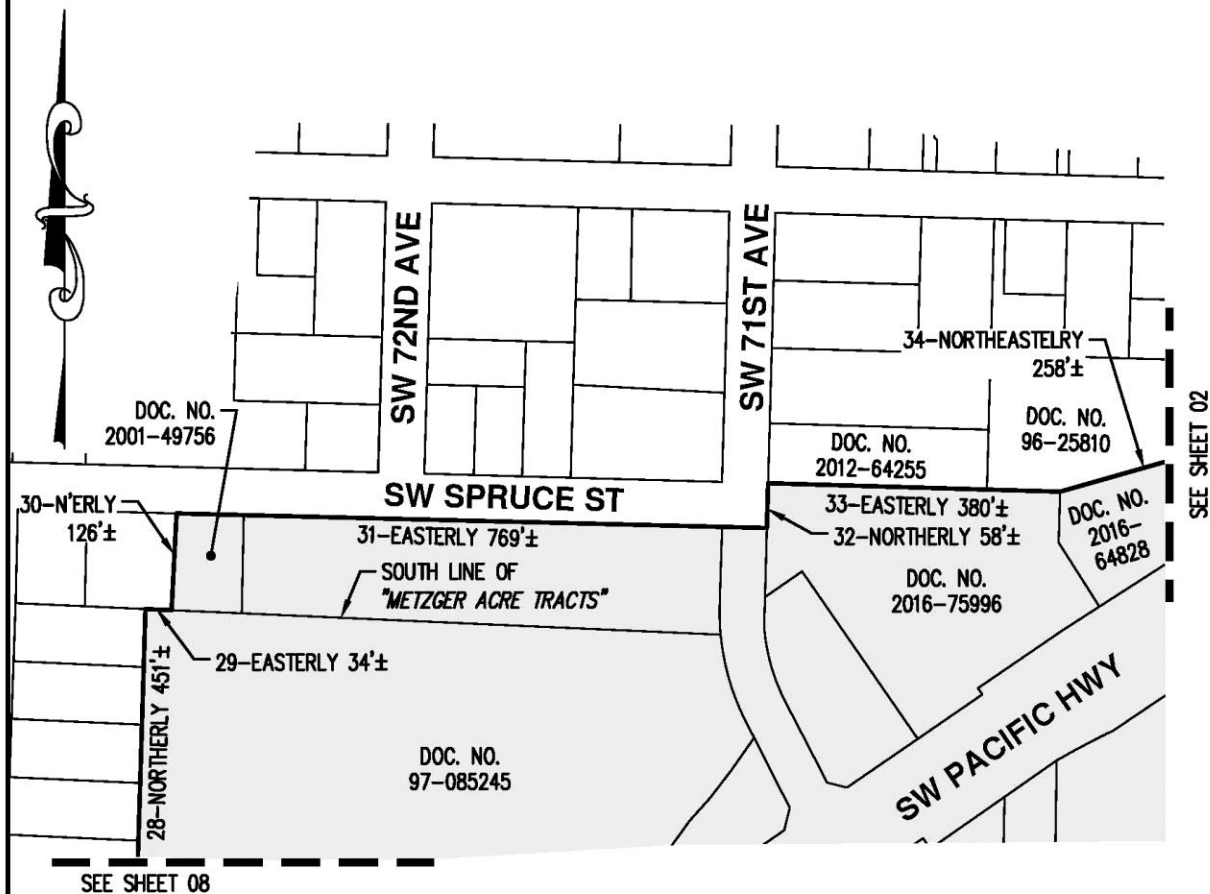 SW 72ND AVE
SW 71ST AVE
34-NORTHEASTELRY
258'±
SEE SHEET 02
DOC. NO.
2001-49756
DOC. NO.
96-25810
DOC. NO.
2012-64255
30-N'ERLY
126'±
SW SPRUCE ST
33-EASTERLY 380'±
DOC. NO.
2016-
64828
31-EASTERLY 769'±
32-NORTHERLY 58'±
SOUTH LINE OF
"METZGER ACRE TRACTS"
DOC. NO.
2016-75996
29-EASTERLY 34'±
28-NORTHERLY 451'±
DOC. NO.
97-085245
SW PACIFIC HWY
SEE SHEET 08